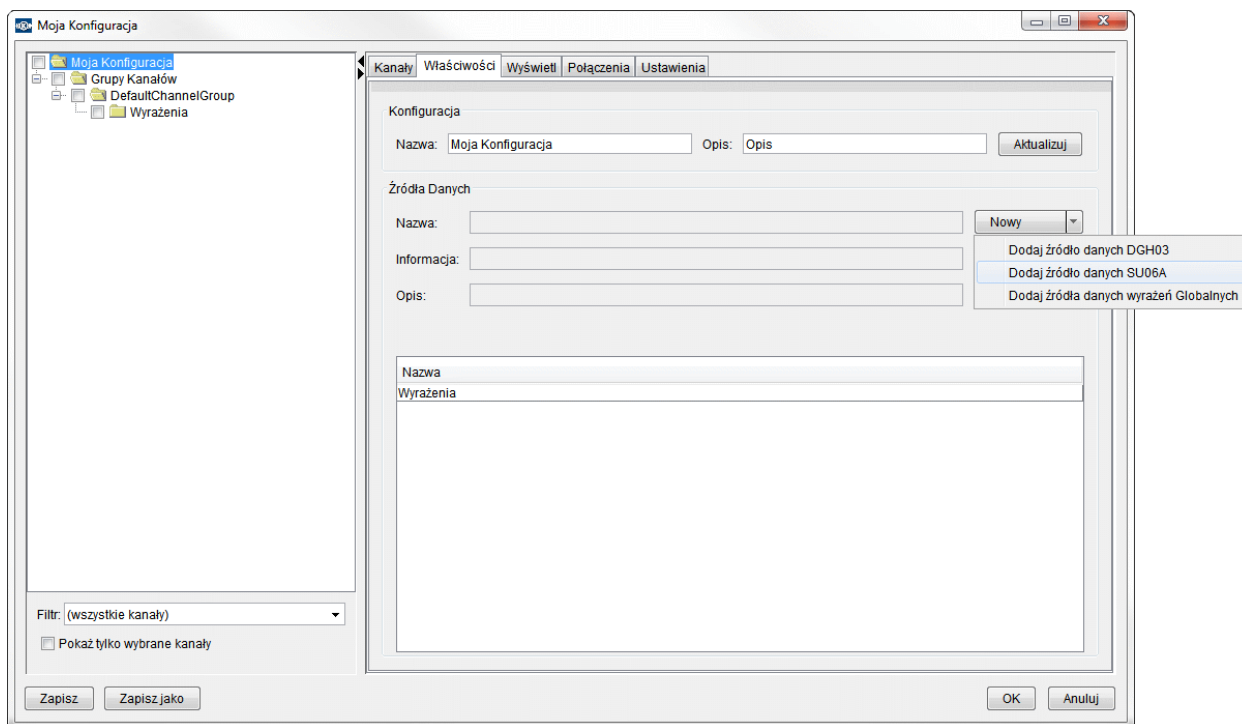 Moja Konfiguracja
Moja Konfiguracja
Grupy Kanałów
DefaultChannelGroup
Wyrażenia
Filtr: (wszystkie kanały)
Pokaż tylko wybrane kanały
Kanały Właściwości Wyświetl Połączenia Ustawienia
Konfiguracja
Nazwa: Moja Konfiguracja Opis: Opis Aktualizuj
Źródła Danych
Nazwa: Nowy
Dodaj źródło danych DGH03
Informacja:
Dodaj źródło danych SU06A
Opis:
Dodaj źródła danych wyrażeń Globalnych
Nazwa
Wyrażenia
Zapisz Zapisz jako OK Anuluj